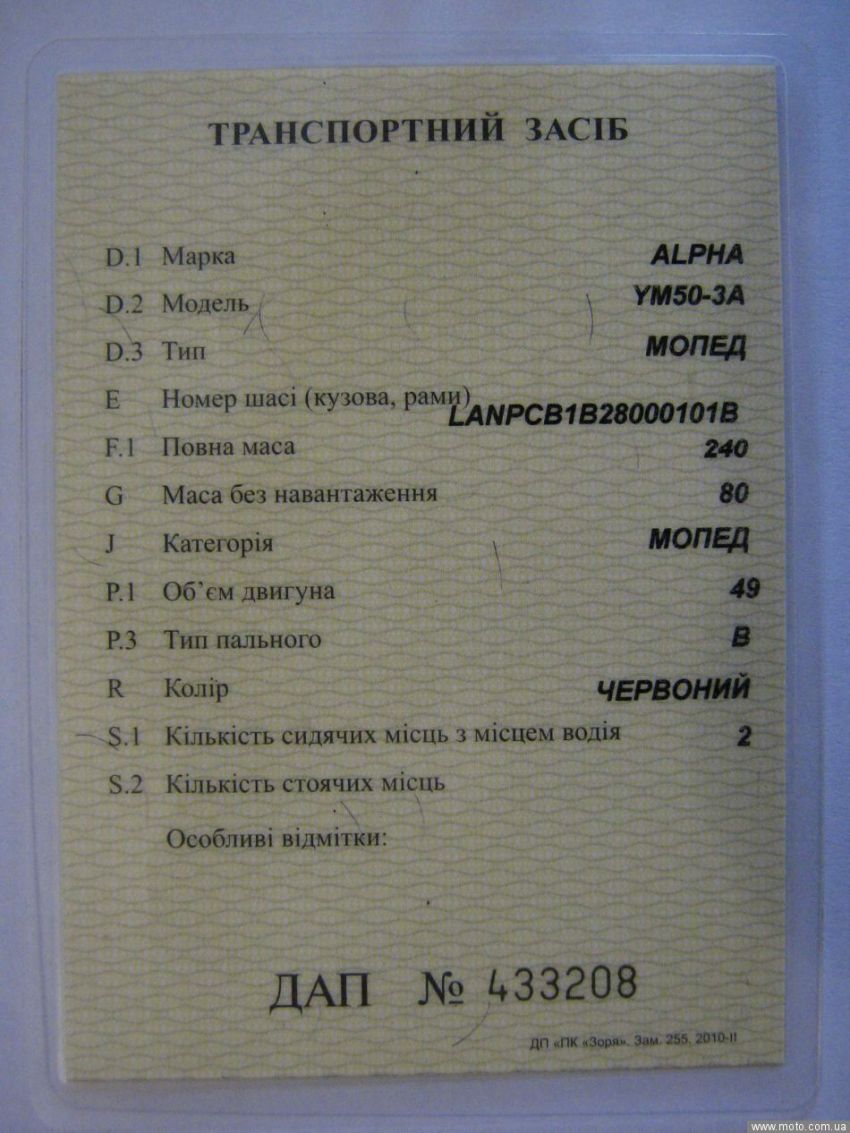 ТРАНСПОРТНИЙ ЗАСІБ
D.1 Марка ALPHA
D.2 Модель YM50-3A
D.3 Тип МОПЕД
E Номер шасі (кузова, рами) LANPCB1B28000101B
F.1 Повна маса 240
G Маса без навантаження 80
J Категорія МОПЕД
P.1 Об’єм двигуна 49
P.3 Тип пального B
R Колір ЧЕРВОНИЙ
S.1 Кількість сидячих місць з місцем водія 2
S.2 Кількість стоячих місць
Особливі відмітки:
ДАП № 433208
ДП «ПК «Зоря». Зам. 255. 2010-II
www.moto.com.ua